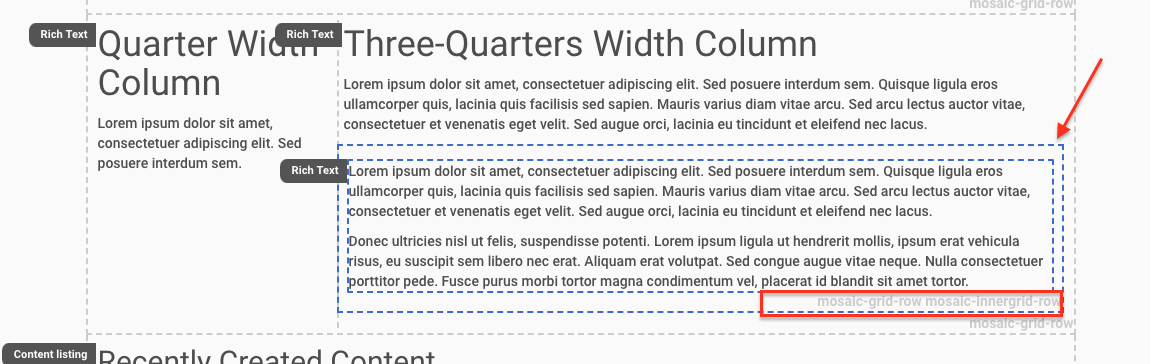 mosaic-grid-row
Rich Text
Quarter Width
Column
Lorem ipsum dolor sit amet,
consectetuer adipiscing elit. Sed
posuere interdum sem.
Rich Text
Three-Quarters Width Column
Lorem ipsum dolor sit amet, consectetuer adipiscing elit. Sed posuere interdum sem. Quisque ligula eros
ullamcorper quis, lacinia quis facilisis sed sapien. Mauris varius diam vitae arcu. Sed arcu lectus auctor vitae,
consectetuer et venenatis eget velit. Sed augue orci, lacinia eu tincidunt et eleifend nec lacus.
Rich Text
Lorem ipsum dolor sit amet, consectetuer adipiscing elit. Sed posuere interdum sem. Quisque ligula eros
ullamcorper quis, lacinia quis facilisis sed sapien. Mauris varius diam vitae arcu. Sed arcu lectus auctor vitae,
consectetuer et venenatis eget velit. Sed augue orci, lacinia eu tincidunt et eleifend nec lacus.
Donec ultricies nisl ut felis, suspendisse potenti. Lorem ipsum ligula ut hendrerit mollis, ipsum erat vehicula
risus, eu suscipit sem libero nec erat. Aliquam erat volutpat. Sed congue augue vitae neque. Nulla consectetuer
porttitor pede. Fusce purus morbi tortor magna condimentum vel, placerat id blandit sit amet tortor.
mosaic-grid-row mosaic-innergrid-row
mosaic-grid-row
Content listing
Recently Created Content